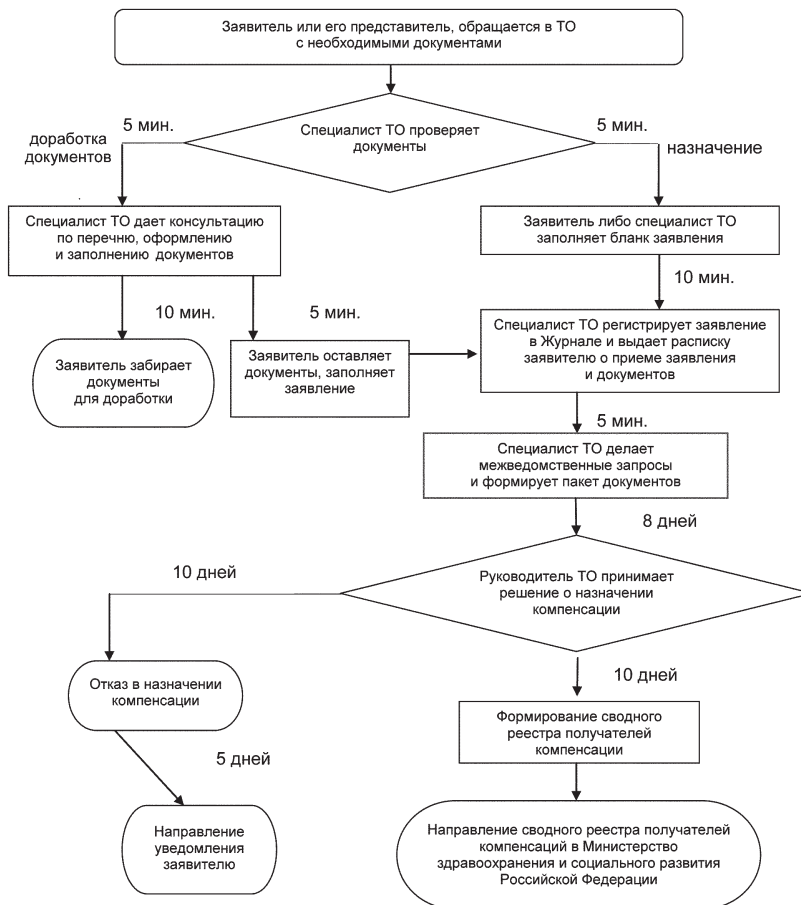 Заявитель или его представитель, обращается в ТО
с необходимыми документами
5 мин.
5 мин.
Специалист ТО проверяет
документы
доработка
документов
назначение
Специалист ТО дает консультацию
по перечню, оформлению
и заполнению документов
Заявитель либо специалист ТО
заполняет бланк заявления
10 мин.
10 мин.
5 мин.
Специалист ТО регистрирует заявление
в Журнале и выдает расписку
заявителю о приеме заявления
и документов
Заявитель забирает
документы
для доработки
Заявитель оставляет
документы, заполняет
заявление
5 мин.
Специалист ТО делает
межведомственные запросы
и формирует пакет документов
8 дней
10 дней
Руководитель ТО принимает
решение о назначении
компенсации
Отказ в назначении
компенсации
10 дней
Формирование сводного
реестра получателей
компенсации
5 дней
Направление
уведомления
заявителю
Направление сводного реестра получателей
компенсаций в Министерство
здравоохранения и социального развития
Российской Федерации